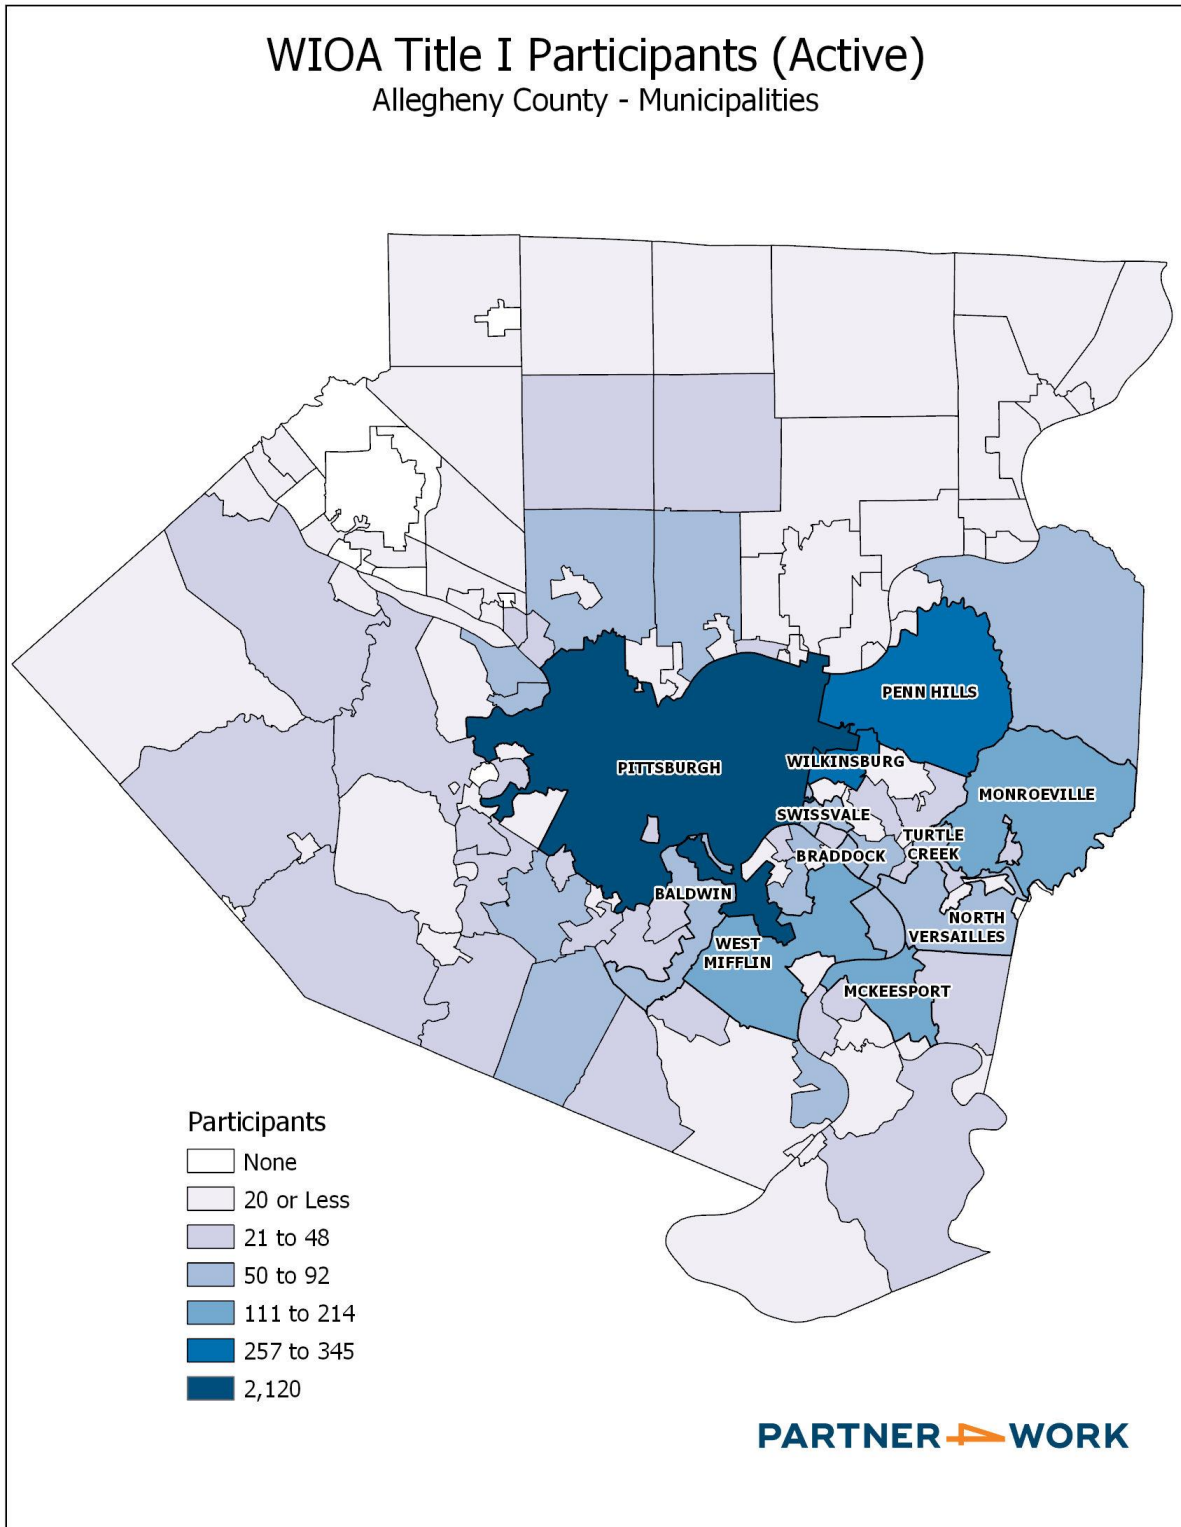 WIOA Title I Participants (Active)
Allegheny County - Municipalities
PENN HILLS
WILKINSBURG
PITTSBURGH
MONROEVILLE
SWISSVALE
TURTLE
CREEK
BRADDOCK
BALDWIN
NORTH
VERSAILLES
WEST
MIFFLIN
MCKEESPORT
Participants
None
20 or Less
21 to 48
50 to 92
111 to 214
257 to 345
2,120
PARTNER4WORK